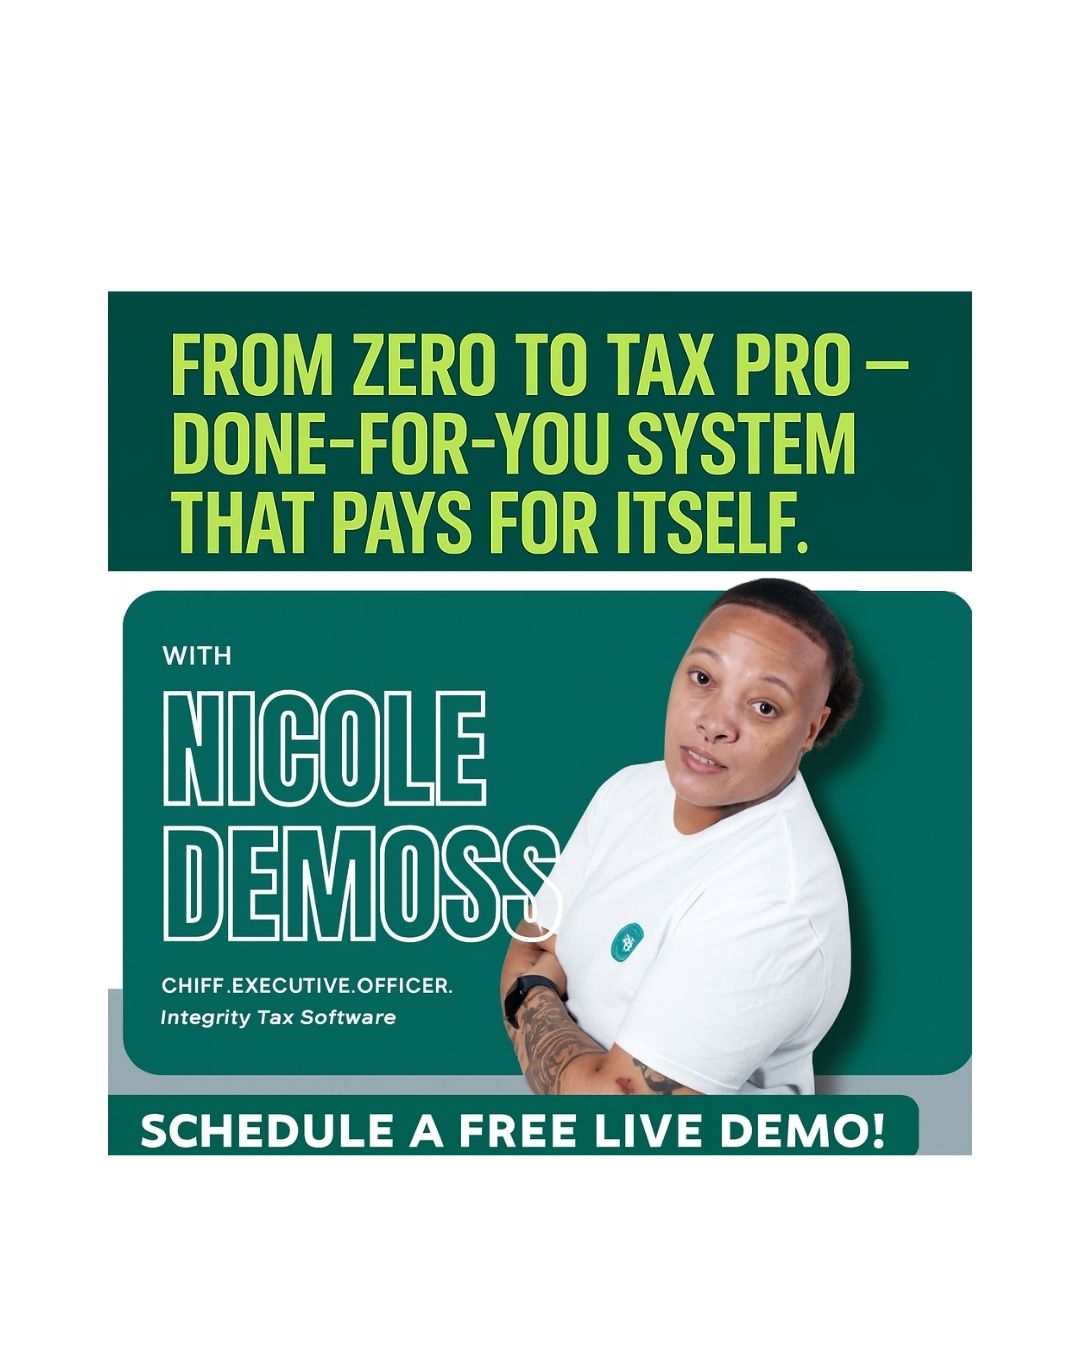 FROM ZERO TO TAX PRO –
DONE-FOR-YOU SYSTEM
THAT PAYS FOR ITSELF.
WITH
NICOLE
DEMOSS
CHIFF.EXECUTIVE.OFFICER.
Integrity Tax Software
SCHEDULE A FREE LIVE DEMO!